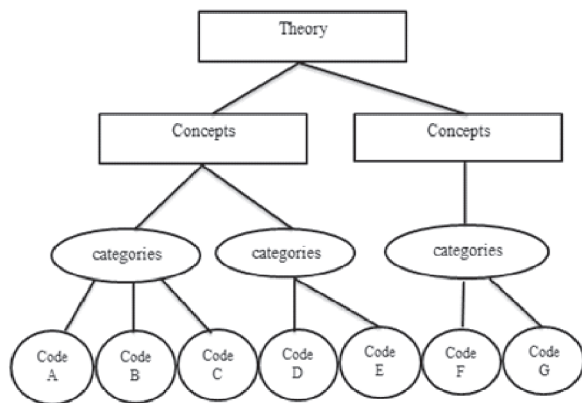 Theory
Concepts
Concepts
categories
categories
categories
Code
A
Code
B
Code
C
Code
D
Code
E
Code
F
Code
G